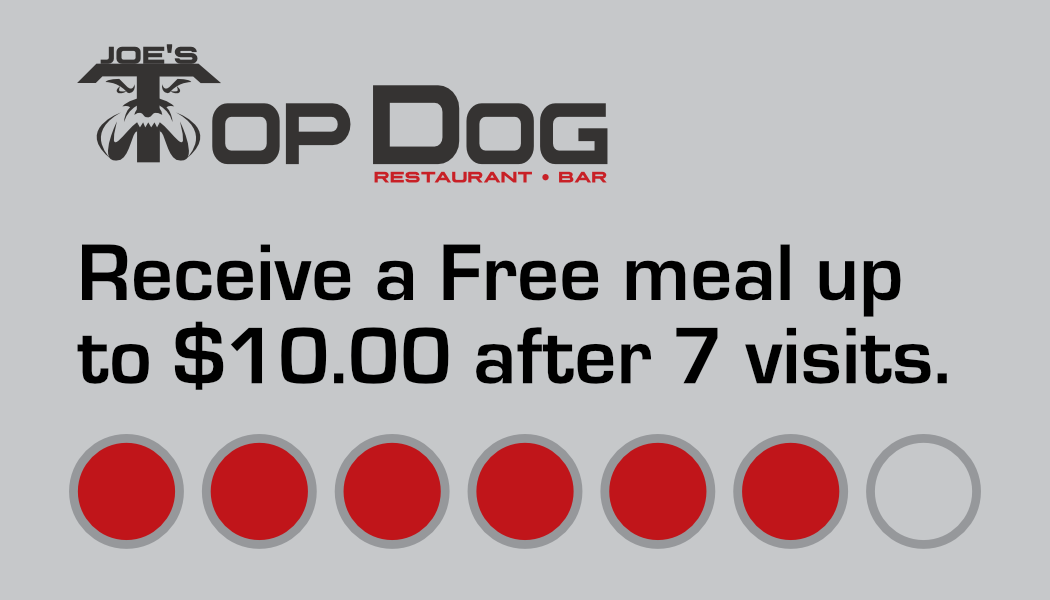 JOE'S
TOP DOG
RESTAURANT • BAR
Receive a Free meal up
to $10.00 after 7 visits.